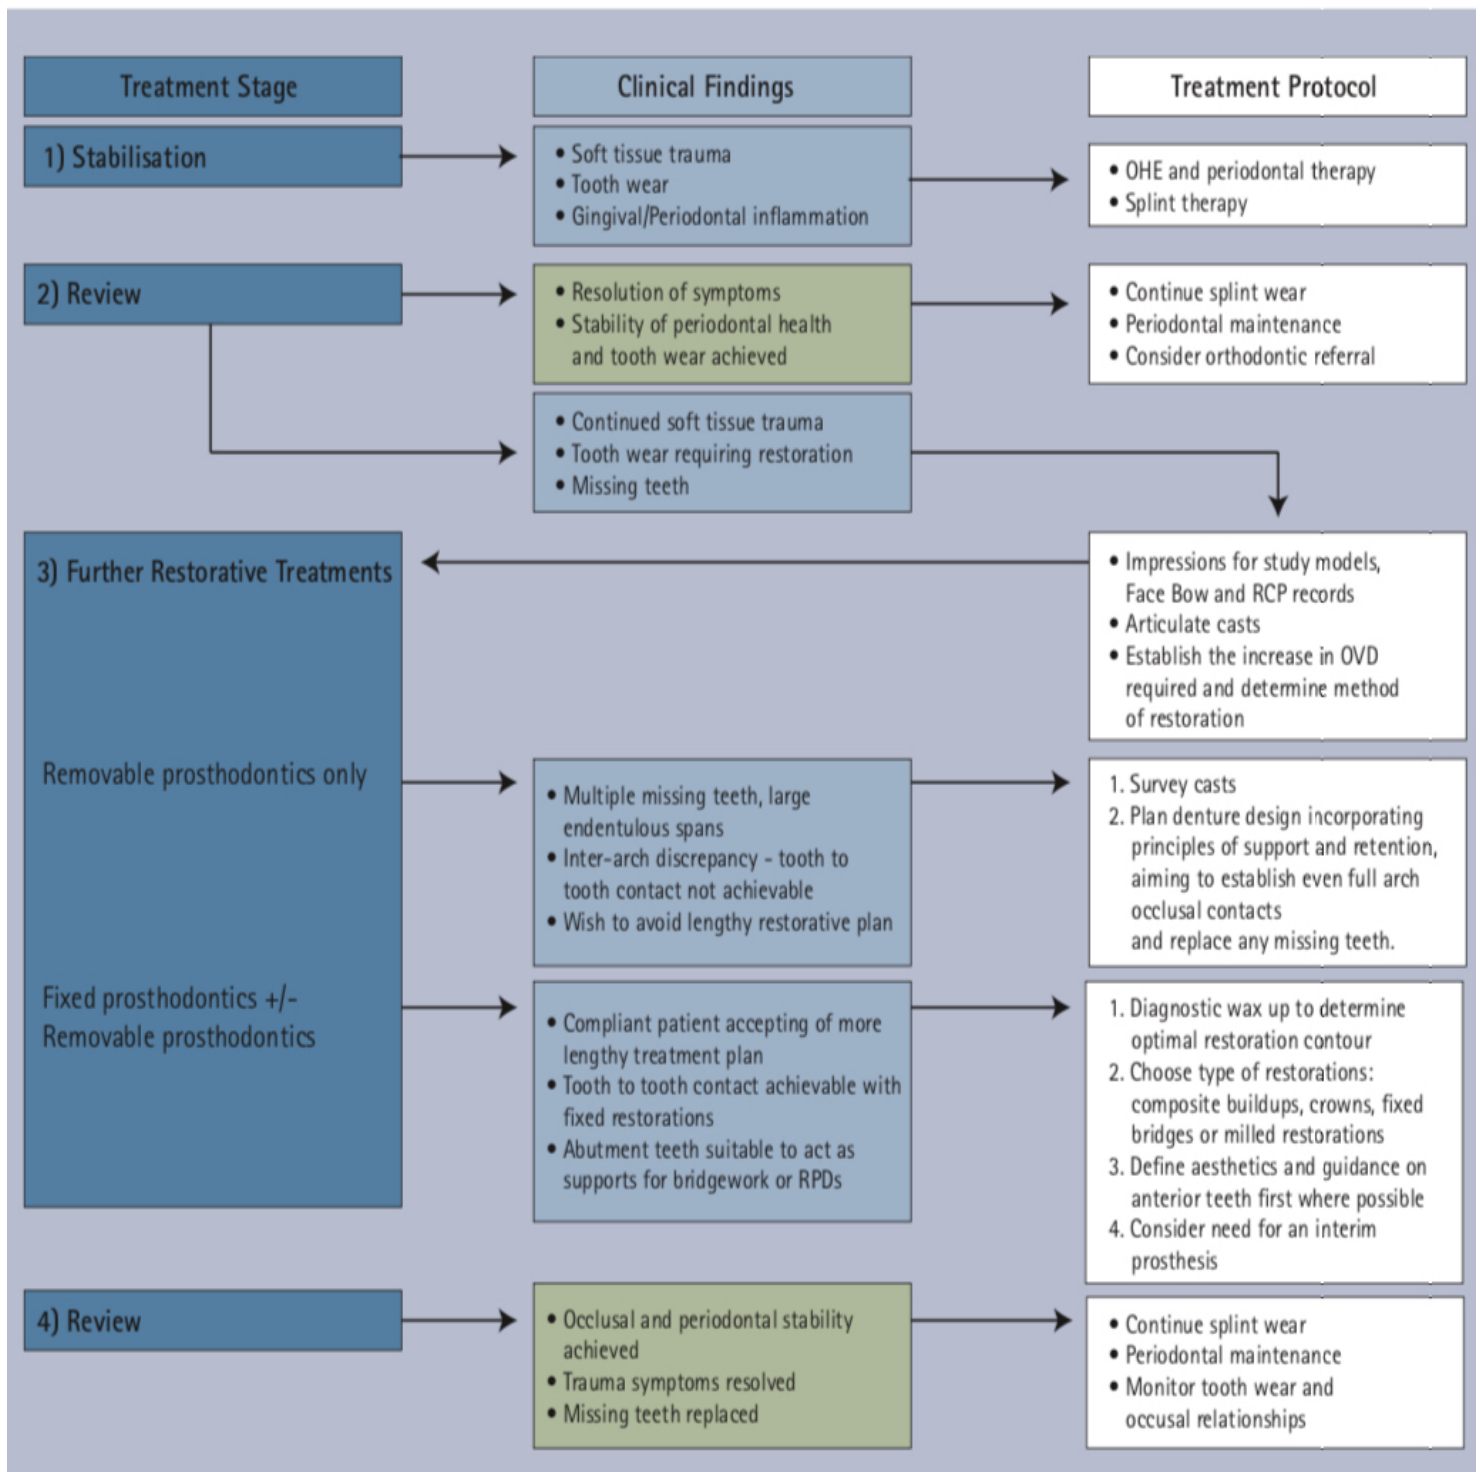 Treatment Stage
Clinical Findings
Treatment Protocol
1) Stabilisation
• Soft tissue trauma
• Tooth wear
• Gingival/Periodontal inflammation
• OHE and periodontal therapy
• Splint therapy
2) Review
• Resolution of symptoms
• Stability of periodontal health
and tooth wear achieved
• Continue splint wear
• Periodontal maintenance
• Consider orthodontic referral
• Continued soft tissue trauma
• Tooth wear requiring restoration
• Missing teeth
3) Further Restorative Treatments
• Impressions for study models,
Face Bow and RCP records
• Articulate casts
• Establish the increase in OVD
required and determine method
of restoration
Removable prosthodontics only
• Multiple missing teeth, large
endentulous spans
• Inter-arch discrepancy - tooth to
tooth contact not achievable
• Wish to avoid lengthy restorative plan
1. Survey casts
2. Plan denture design incorporating
principles of support and retention,
aiming to establish even full arch
occlusal contacts
and replace any missing teeth.
Fixed prosthodontics +/-
Removable prosthodontics
• Compliant patient accepting of more
lengthy treatment plan
• Tooth to tooth contact achievable with
fixed restorations
• Abutment teeth suitable to act as
supports for bridgework or RPDs
1. Diagnostic wax up to determine
optimal restoration contour
2. Choose type of restorations:
composite buildups, crowns, fixed
bridges or milled restorations
3. Define aesthetics and guidance on
anterior teeth first where possible
4. Consider need for an interim
prosthesis
4) Review
• Occlusal and periodontal stability
achieved
• Trauma symptoms resolved
• Missing teeth replaced
• Continue splint wear
• Periodontal maintenance
• Monitor tooth wear and
occusal relationships